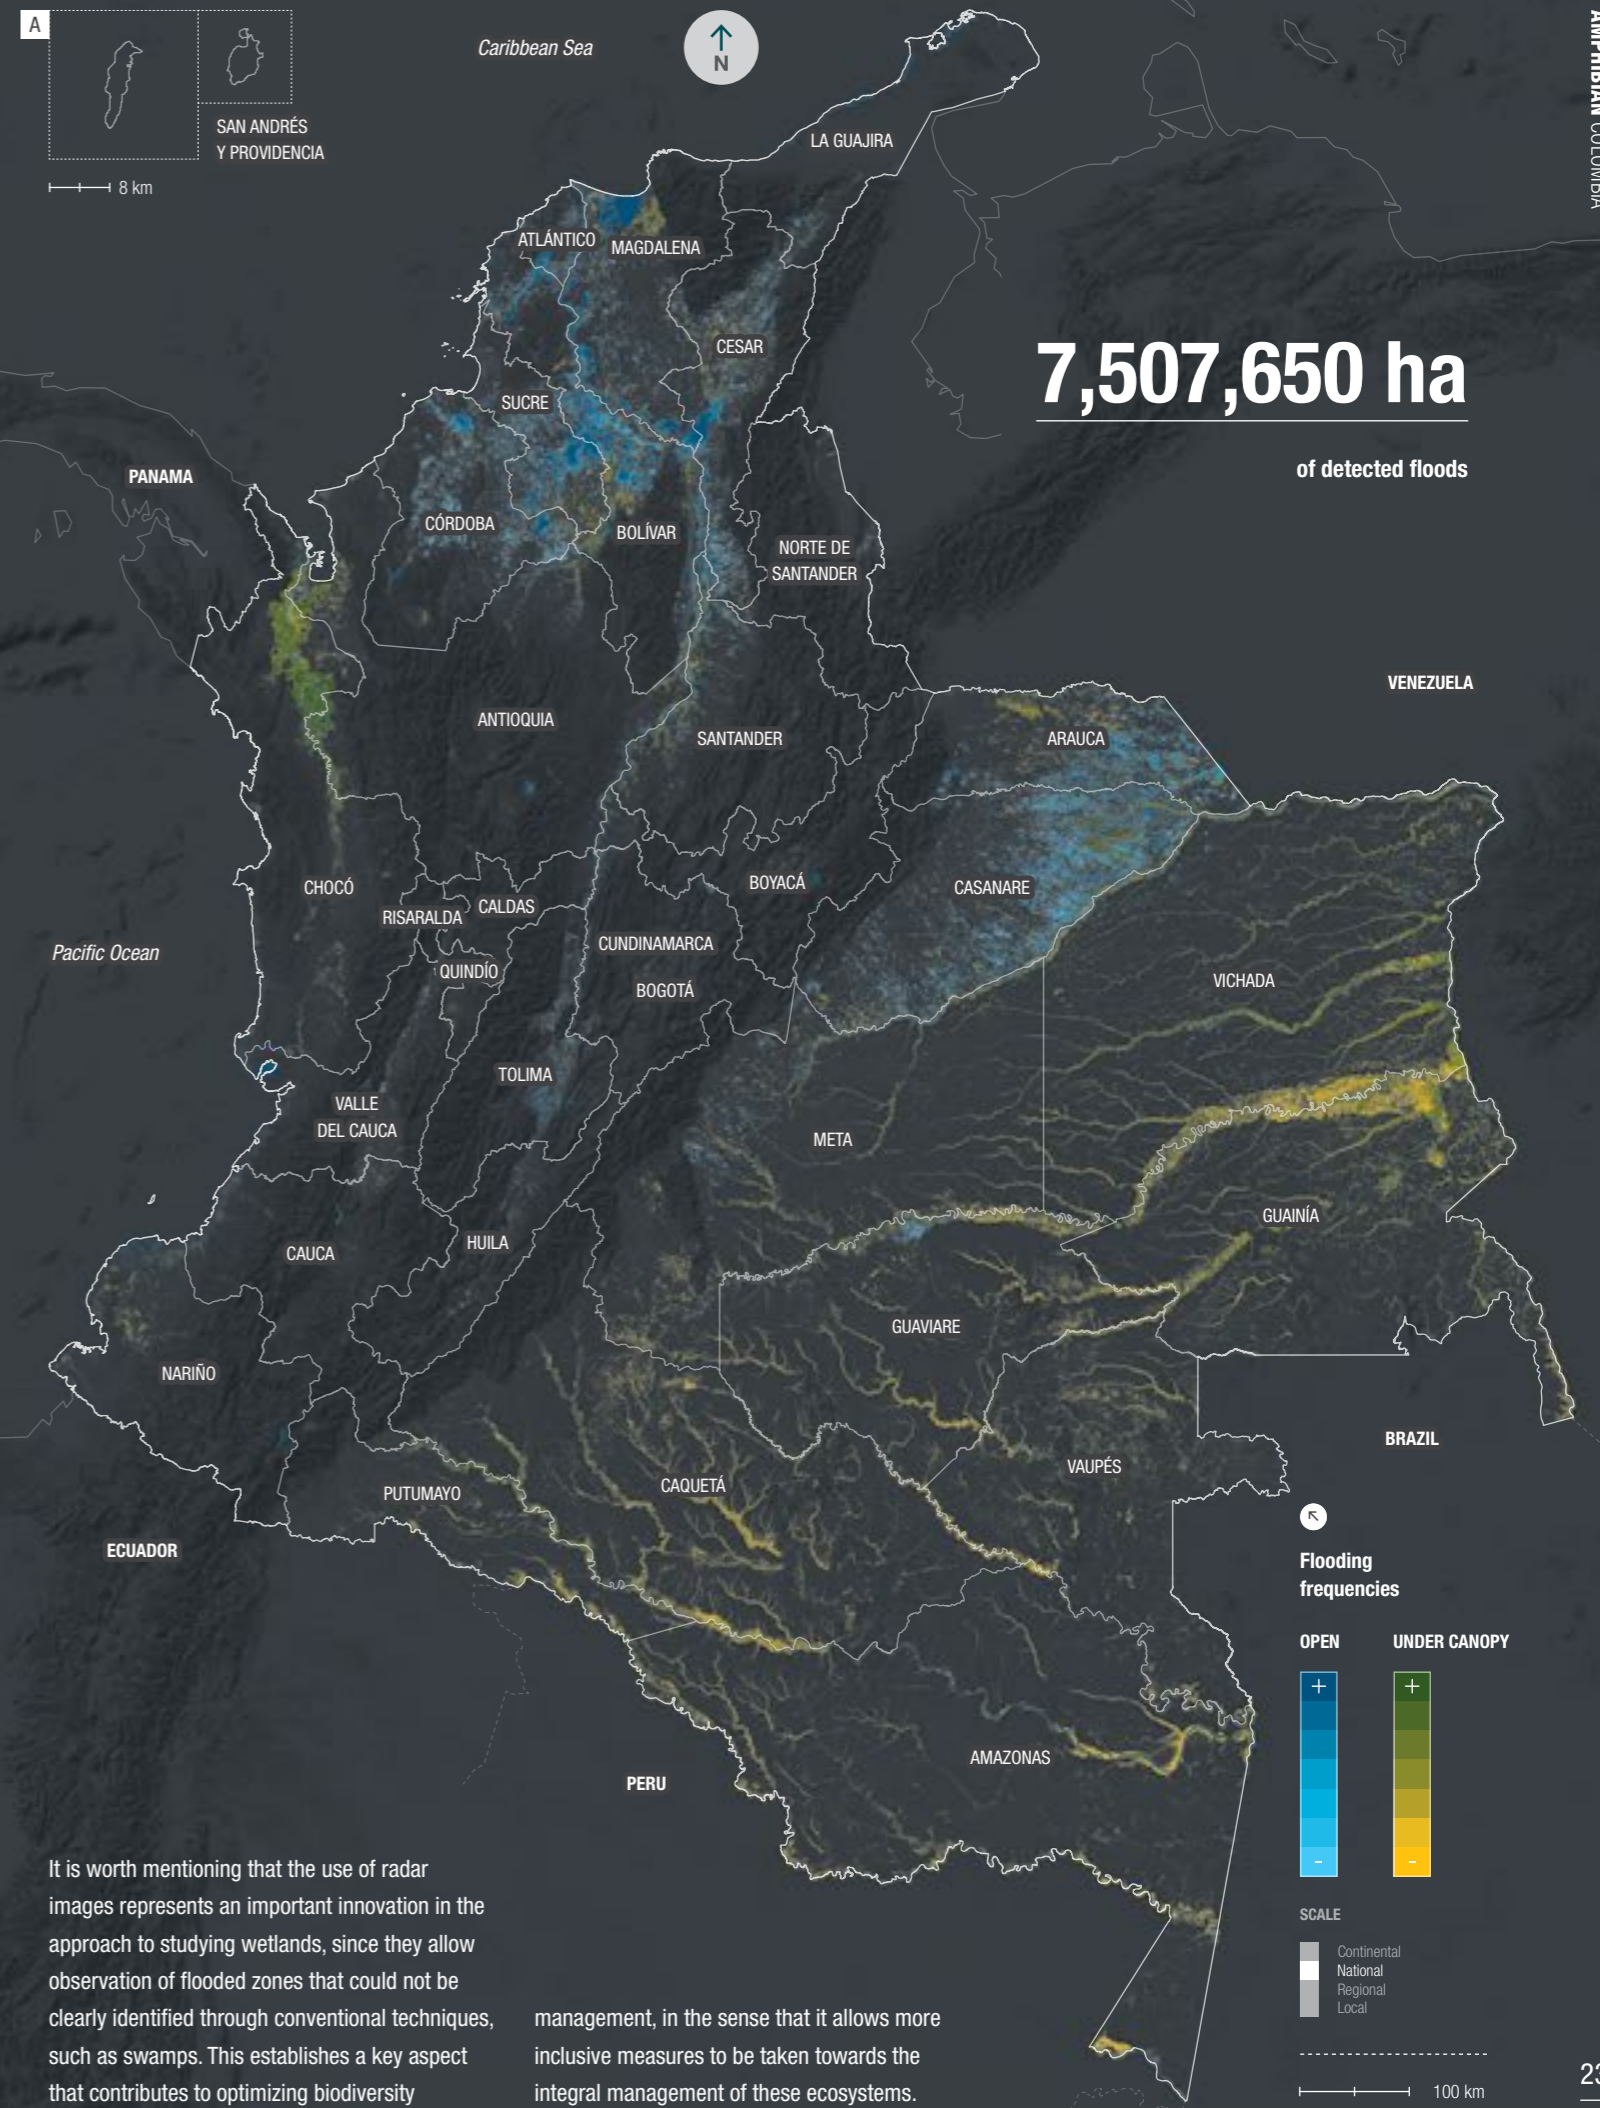 A
SAN ANDRÉS
Y PROVIDENCIA
8 km
Caribbean Sea
N
AMPHIBIAN COLOMBIA
LA GUAJIRA
ATLÁNTICO
MAGDALENA
CESAR
7,507,650 ha
of detected floods
SUCRE
PANAMA
CÓRDOBA
BOLÍVAR
NORTE DE
SANTANDER
VENEZUELA
ANTIOQUIA
SANTANDER
ARAUCA
CHOCÓ
RISARALDA
CALDAS
BOYACÁ
CASANARE
Pacific Ocean
QUINDÍO
CUNDINAMARCA
BOGOTÁ
VICHADA
TOLIMA
VALLE
DEL CAUCA
META
CAUCA
HUILA
GUAINÍA
GUAVIARE
NARIÑO
BRAZIL
VAUPÉS
PUTUMAYO
CAQUETÁ
ECUADOR
AMAZONAS
PERU
Flooding
frequencies
OPEN
UNDER CANOPY
+
+
-
-
SCALE
Continental
National
Regional
Local
100 km
It is worth mentioning that the use of radar
images represents an important innovation in the
approach to studying wetlands, since they allow
observation of flooded zones that could not be
clearly identified through conventional techniques,
such as swamps. This establishes a key aspect
that contributes to optimizing biodiversity
management, in the sense that it allows more
inclusive measures to be taken towards the
integral management of these ecosystems.